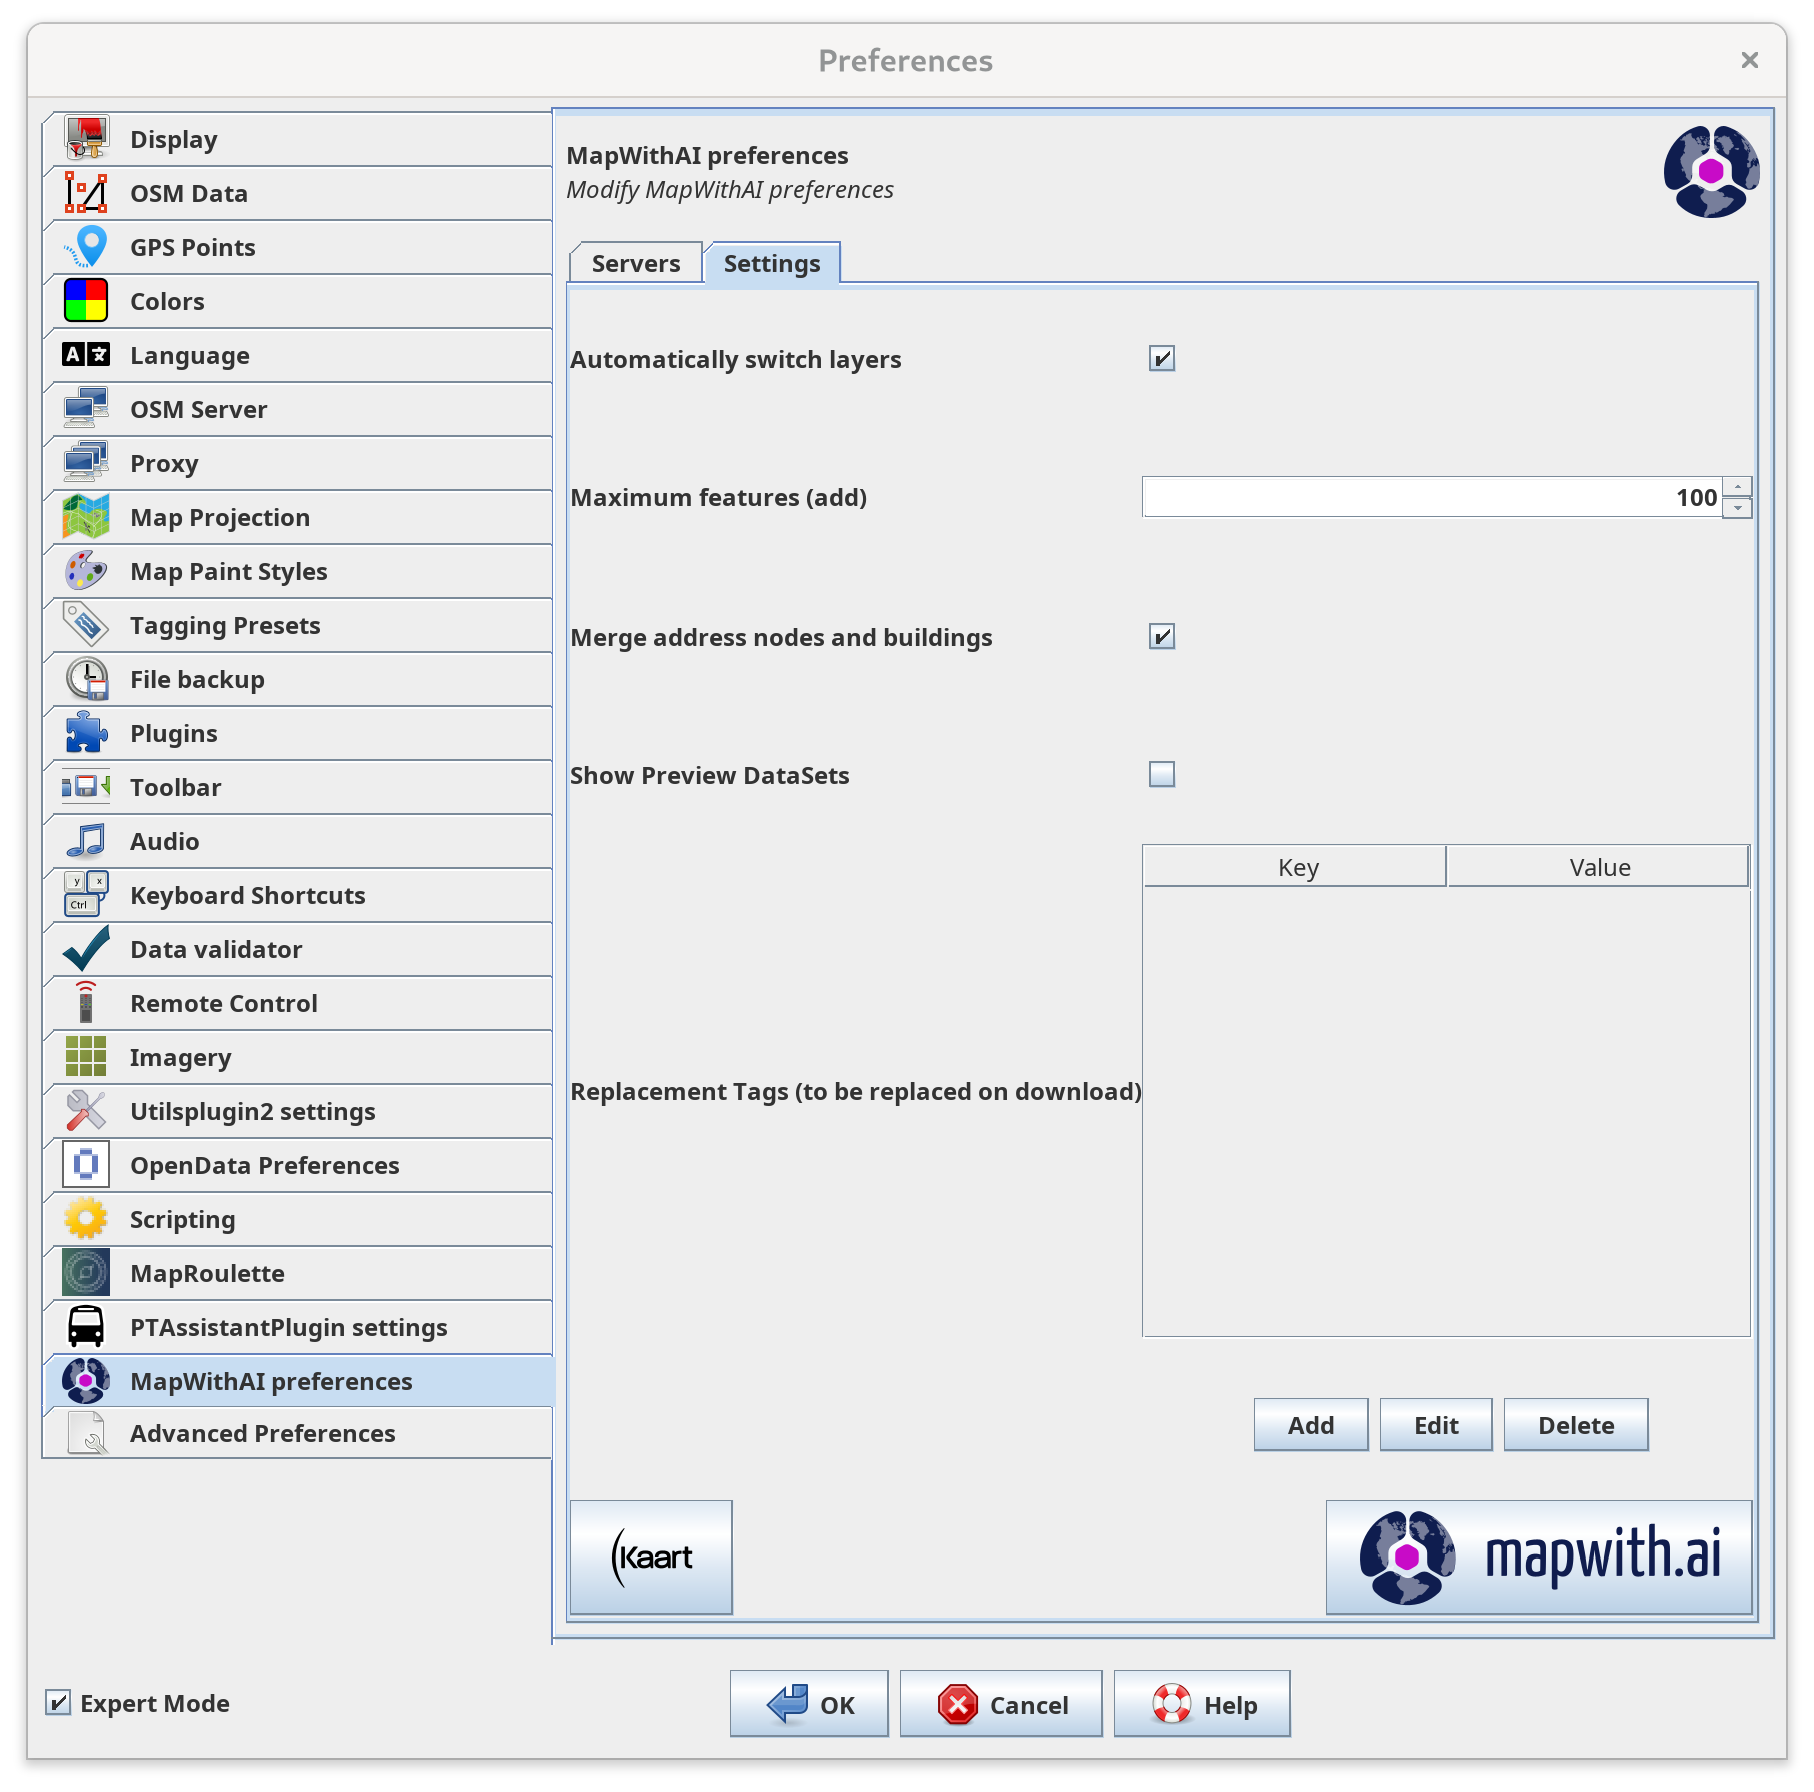 Preferences
Display
OSM Data
GPS Points
Colors
A
Language
OSM Server
Proxy
Map Projection
Map Paint Styles
Tagging Presets
File backup
Plugins
Toolbar
Audio
y x
Ctrl
Keyboard Shortcuts
Data validator
Remote Control
Imagery
Utilsplugin2 settings
OpenData Preferences
Scripting
MapRoulette
PTAssistantPlugin settings
MapWithAI preferences
Advanced Preferences
MapWithAI preferences
Modify MapWithAI preferences
Servers Settings
Automatically switch layers
Maximum features (add) 100
Merge address nodes and buildings
Show Preview DataSets
Key Value
Replacement Tags (to be replaced on download)
Add Edit Delete
Kaart mapwith.ai
Expert Mode OK Cancel Help